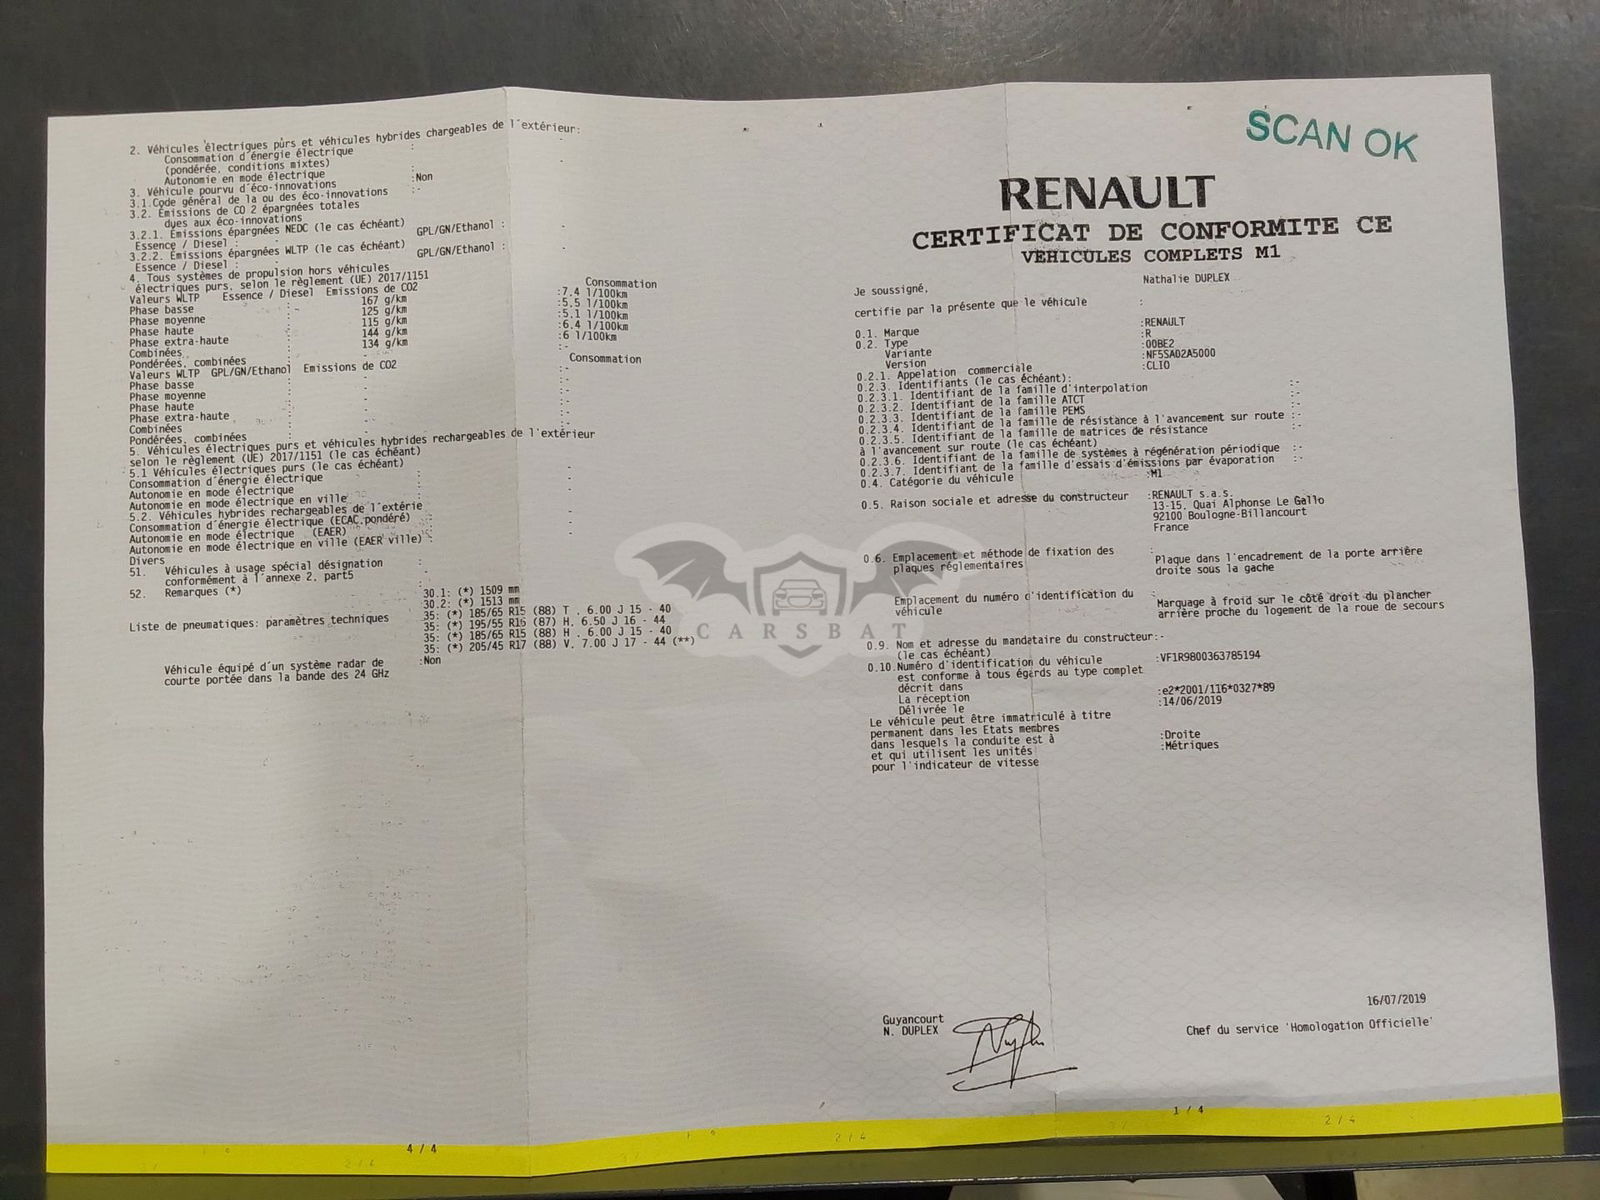 2. Véhicules électriques purs et véhicules hybrides chargeables de l'extérieur:
Consommation d'énergie électrique :
(pondérée, conditions mixtes)
Autonomie en mode électrique
3. Véhicule pourvu d'éco-innovations :Non
3.1.Code général de la ou des éco-innovations :-
3.2. Emissions de CO 2 épargnées totales
dues aux éco-innovations
3.2.1. Emissions épargnées NEDC (le cas échéant)
Essence / Diesel : - GPL/GN/Ethanol : -
3.2.2. Emissions épargnées WLTP (le cas échéant)
Essence / Diesel : - GPL/GN/Ethanol : -
4. Tous systèmes de propulsion hors véhicules
électriques purs, selon le règlement (UE) 2017/1151
Valeurs WLTP Essence / Diesel Emissions de CO2 Consommation
Phase basse : 167 g/km :7.4 l/100km
Phase moyenne : 125 g/km :5.5 l/100km
Phase haute : 115 g/km :5.1 l/100km
Phase extra-haute : 144 g/km :6.4 l/100km
Combinées : 134 g/km :6 l/100km
Pondérées, combinées : - :-
Valeurs WLTP GPL/GN/Ethanol Emissions de CO2 Consommation
Phase basse : - :-
Phase moyenne : - :-
Phase haute : - :-
Phase extra-haute : - :-
Combinées : - :-
Pondérées, combinées : - :-
5. Véhicules électriques purs et véhicules hybrides rechargeables de l'extérieur
selon le règlement (UE) 2017/1151 (le cas échéant)
5.1 Véhicules électriques purs (le cas échéant)
Consommation d'énergie électrique : -
Autonomie en mode électrique : -
Autonomie en mode électrique en ville : -
5.2. Véhicules hybrides rechargeables de l'extérie
Consommation d'énergie électrique (ECAC,pondéré) : -
Autonomie en mode électrique (EAER) : -
Autonomie en mode électrique en ville (EAER ville) : -
Divers
51. Véhicules à usage spécial désignation :
conformément à l'annexe 2, part5
52. Remarques (*) :
30.1: (*) 1509 mm
30.2: (*) 1513 mm
35: (*) 185/65 R15 (88) T , 6.00 J 15 - 40
Liste de pneumatiques: paramètres techniques 35: (*) 195/55 R16 (87) H, 6.50 J 16 - 44
35: (*) 185/65 R15 (88) H , 6.00 J 15 - 40
35: (*) 205/45 R17 (88) V, 7.00 J 17 - 44 (**)
Véhicule équipé d'un système radar de :Non
courte portée dans la bande des 24 GHz
4 / 4
SCAN OK
RENAULT
CERTIFICAT DE CONFORMITE CE
VEHICULES COMPLETS M1
Je soussigné, Nathalie DUPLEX
certifie par la présente que le véhicule :
0.1. Marque :RENAULT
0.2. Type :R
Variante :00BE2
Version :NF5SA02A5000
0.2.1. Appelation commerciale :CLIO
0.2.3. Identifiants (le cas échéant):
0.2.3.1. Identifiant de la famille d'interpolation :-
0.2.3.2. Identifiant de la famille ATCT :-
0.2.3.3. Identifiant de la famille PEMS :-
0.2.3.4. Identifiant de la famille de résistance à l'avancement sur route :-
0.2.3.5. Identifiant de la famille de matrices de résistance :-
à l'avancement sur route (le cas échéant)
0.2.3.6. Identifiant de la famille de systèmes à régénération périodique :-
0.2.3.7. Identifiant de la famille d'essais d'émissions par évaporation :-
0.4. Catégorie du véhicule :M1
0.5. Raison sociale et adresse du constructeur :RENAULT s.a.s.
13-15, Quai Alphonse Le Gallo
92100 Boulogne-Billancourt
France
0.6. Emplacement et méthode de fixation des :
plaques réglementaires Plaque dans l'encadrement de la porte arrière
droite sous la gache
Emplacement du numéro d'identification du
véhicule Marquage à froid sur le côté droit du plancher
arrière proche du logement de la roue de secours
0.9. Nom et adresse du mandataire du constructeur:-
(le cas échéant)
0.10.Numéro d'identification du véhicule :VF1R9800363785194
est conforme à tous égards au type complet
décrit dans
La réception :e2*2001/116*0327*89
Délivrée le :14/06/2019
Le véhicule peut être immatriculé à titre
permanent dans les Etats membres
dans lesquels la conduite est à :Droite
et qui utilisent les unités :Métriques
pour l'indicateur de vitesse
16/07/2019
Guyancourt
N. DUPLEX
Chef du service 'Homologation Officielle'
1 / 4
2 / 4
CARSBAT